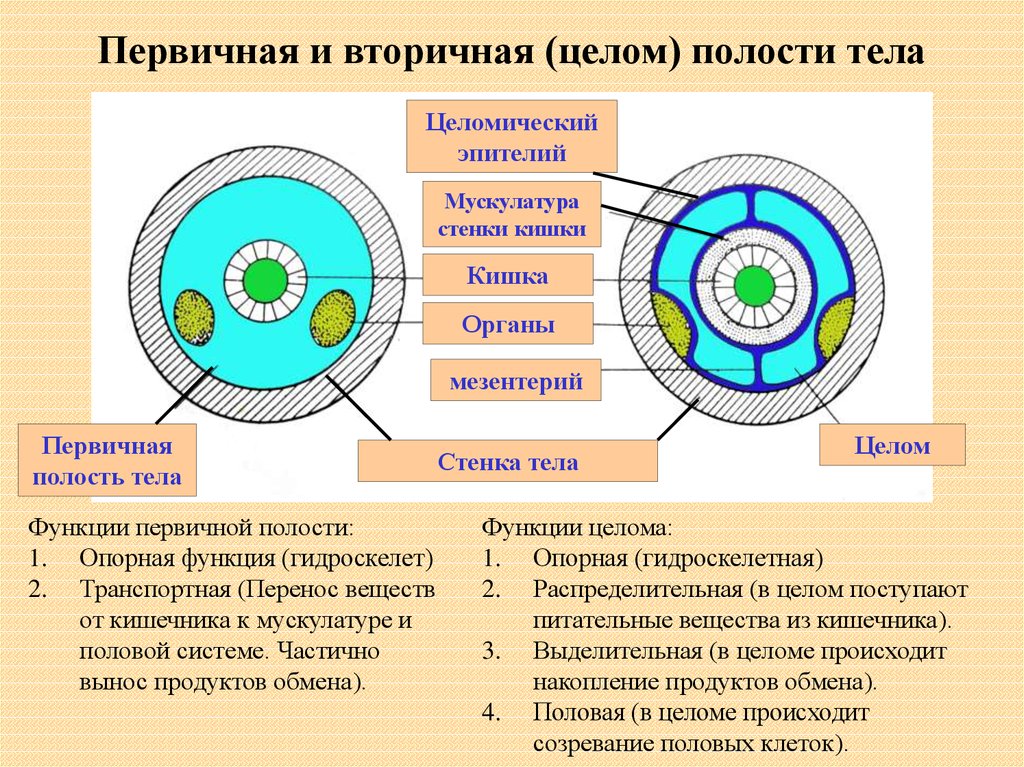 Первичная и вторичная (целом) полости тела
Целомический
эпителий
Мускулатура
стенки кишки
Кишка
Органы
мезентерий
Первичная
полость тела
Стенка тела
Целом
Функции первичной полости:
1. Опорная функция (гидроскелет)
2. Транспортная (Перенос веществ
от кишечника к мускулатуре и
половой системе. Частично
вынос продуктов обмена).
Функции целома:
1. Опорная (гидроскелетная)
2. Распределительная (в целом поступают
питательные вещества из кишечника).
3. Выделительная (в целоме происходит
накопление продуктов обмена).
4. Половая (в целоме происходит
созревание половых клеток).